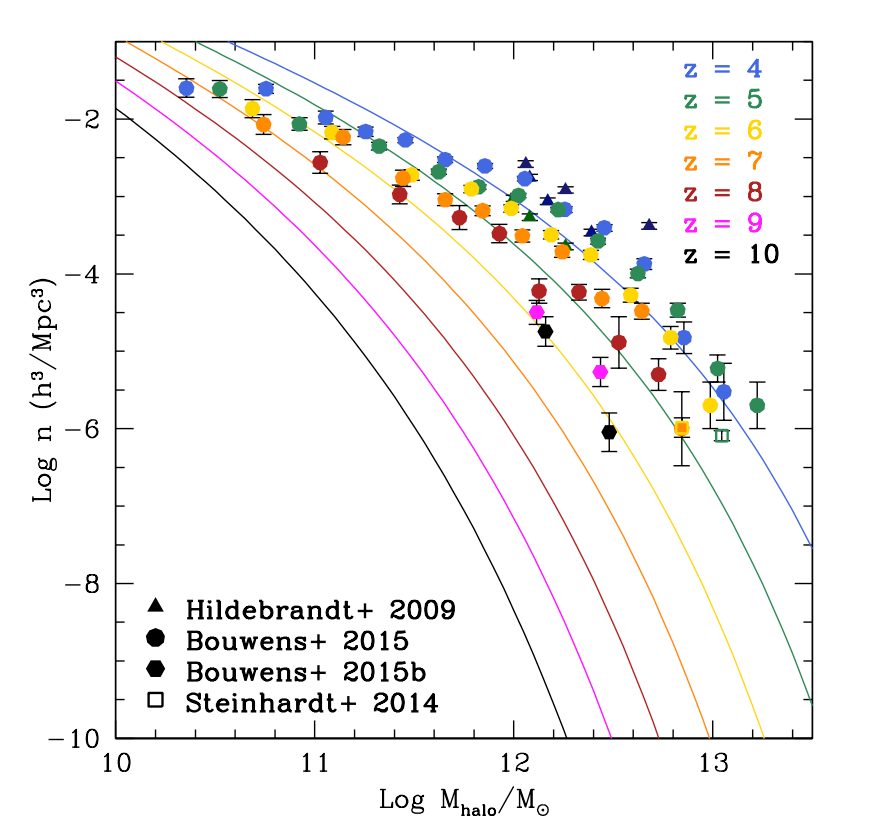 z = 4
z = 5
z = 6
z = 7
z = 8
z = 9
z = 10
−2
−4
−6
−8
−10
Log n (h³/Mpc³)
Hildebrandt+ 2009
Bouwens+ 2015
Bouwens+ 2015b
Steinhardt+ 2014
10 11 12 13
Log M_halo/M_⊙